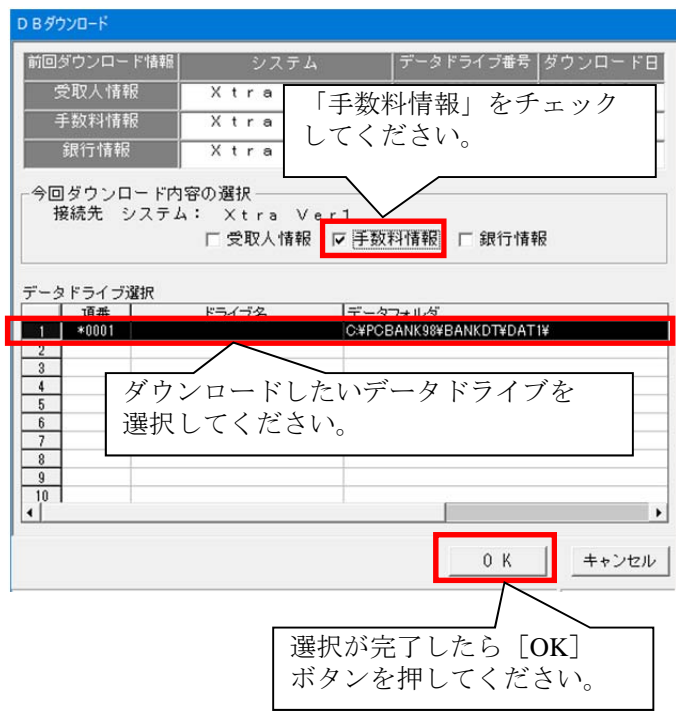 ＤＢダウンロード
前回ダウンロード情報 システム データドライブ番号 ダウンロード日
受取人情報 Ｘｔｒａ
手数料情報 Ｘｔｒａ
銀行情報 Ｘｔｒａ
「手数料情報」をチェック
してください。
今回ダウンロード内容の選択
接続先 システム： Ｘｔｒａ Ｖｅｒ１
受取人情報 手数料情報 銀行情報
データドライブ選択
項番 ドライブ名 データフォルダ
1 *0001 C:¥PCBANK98¥BANKDT¥DAT1¥
2
3
4
5
6
7
8
9
10
ダウンロードしたいデータドライブを
選択してください。
ＯＫ キャンセル
選択が完了したら［OK］
ボタンを押してください。